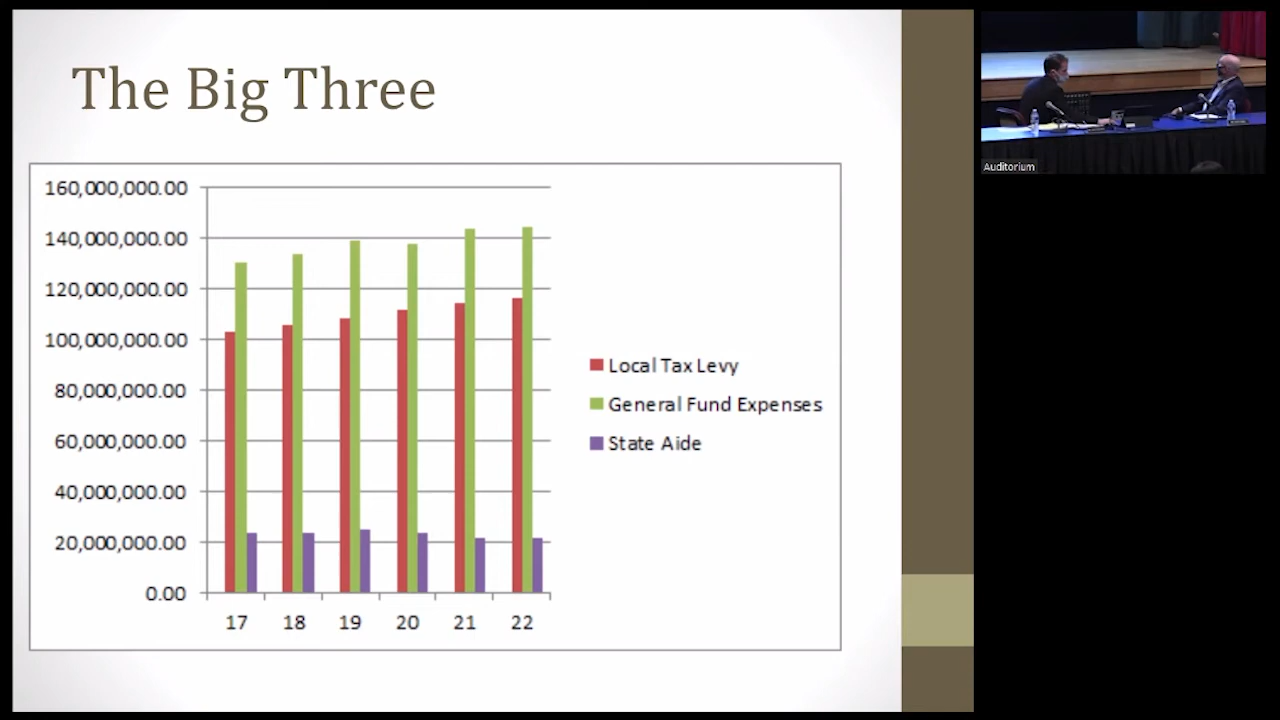 The Big Three
160,000,000.00
140,000,000.00
120,000,000.00
100,000,000.00
80,000,000.00
60,000,000.00
40,000,000.00
20,000,000.00
0.00
17 18 19 20 21 22
Local Tax Levy
General Fund Expenses
State Aide
Auditorium